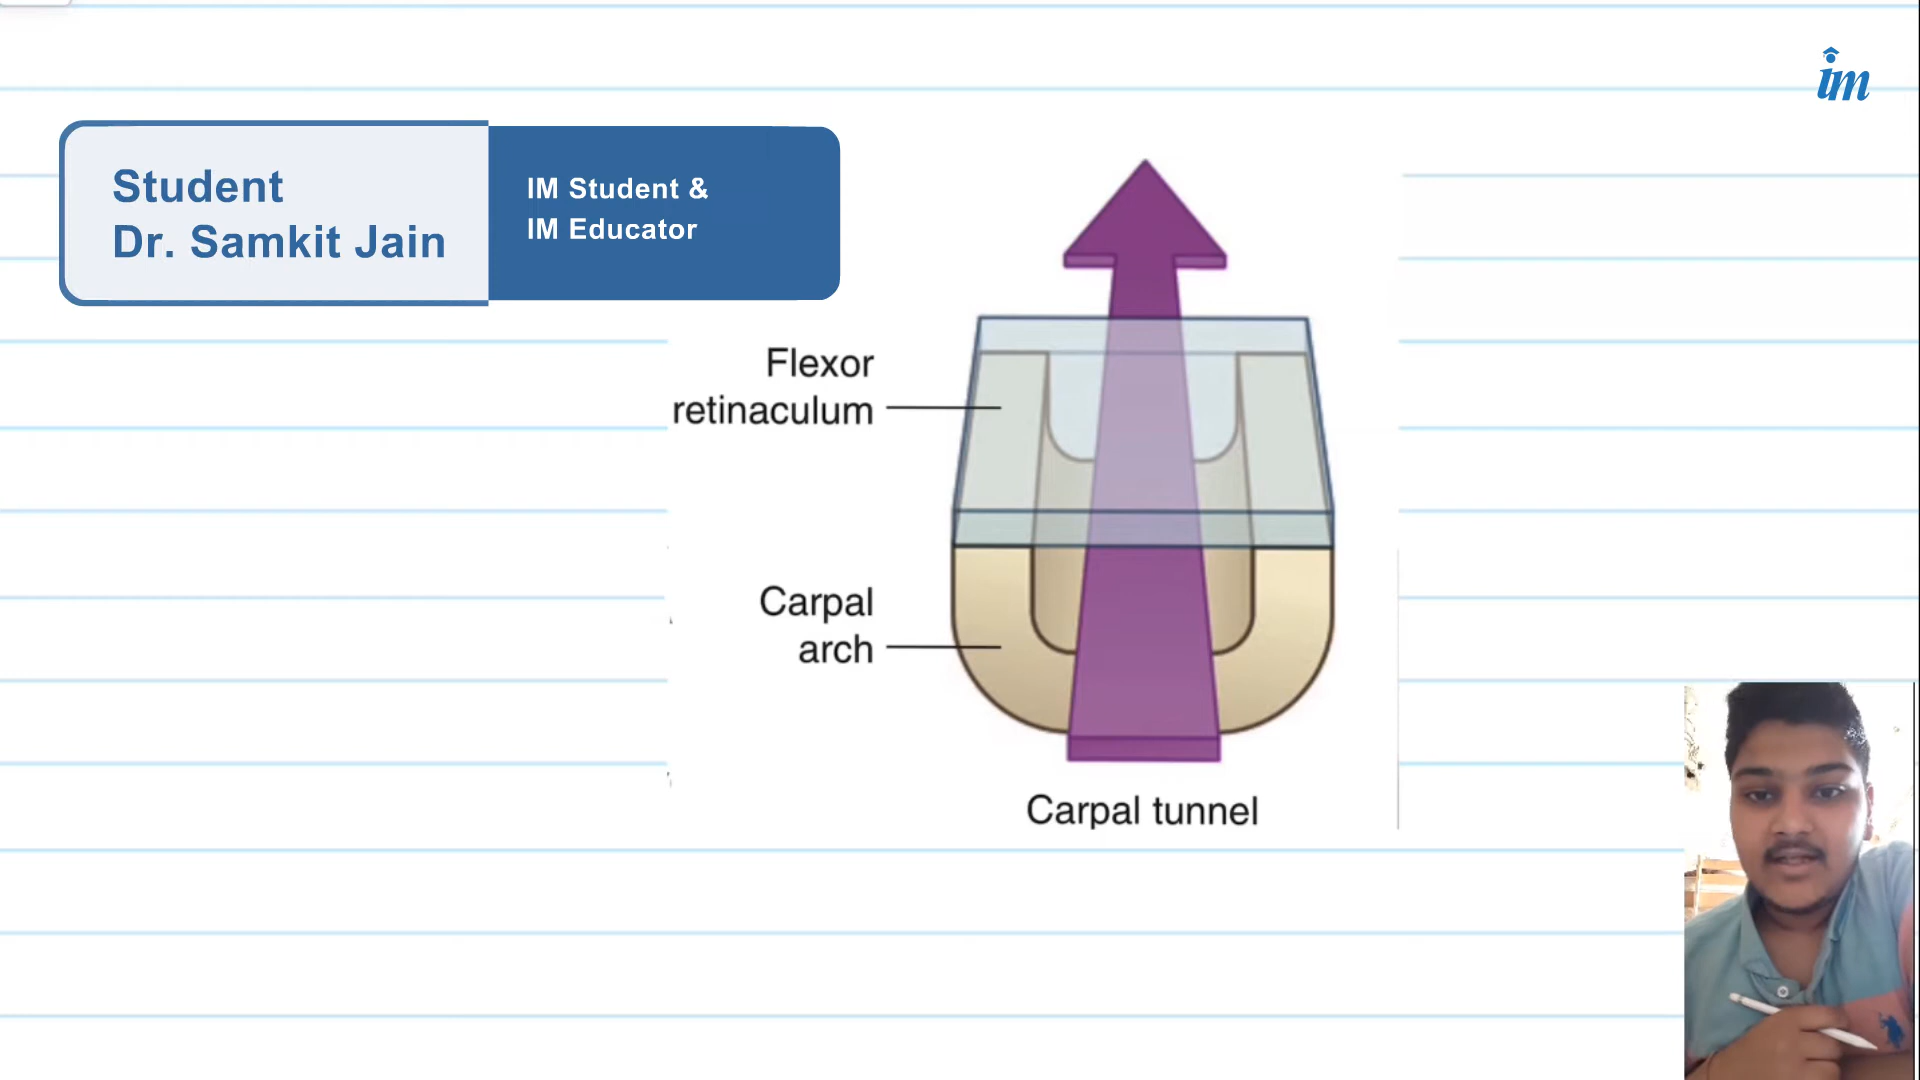 im
Student
Dr. Samkit Jain
IM Student &
IM Educator
Flexor
retinaculum
Carpal
arch
Carpal tunnel